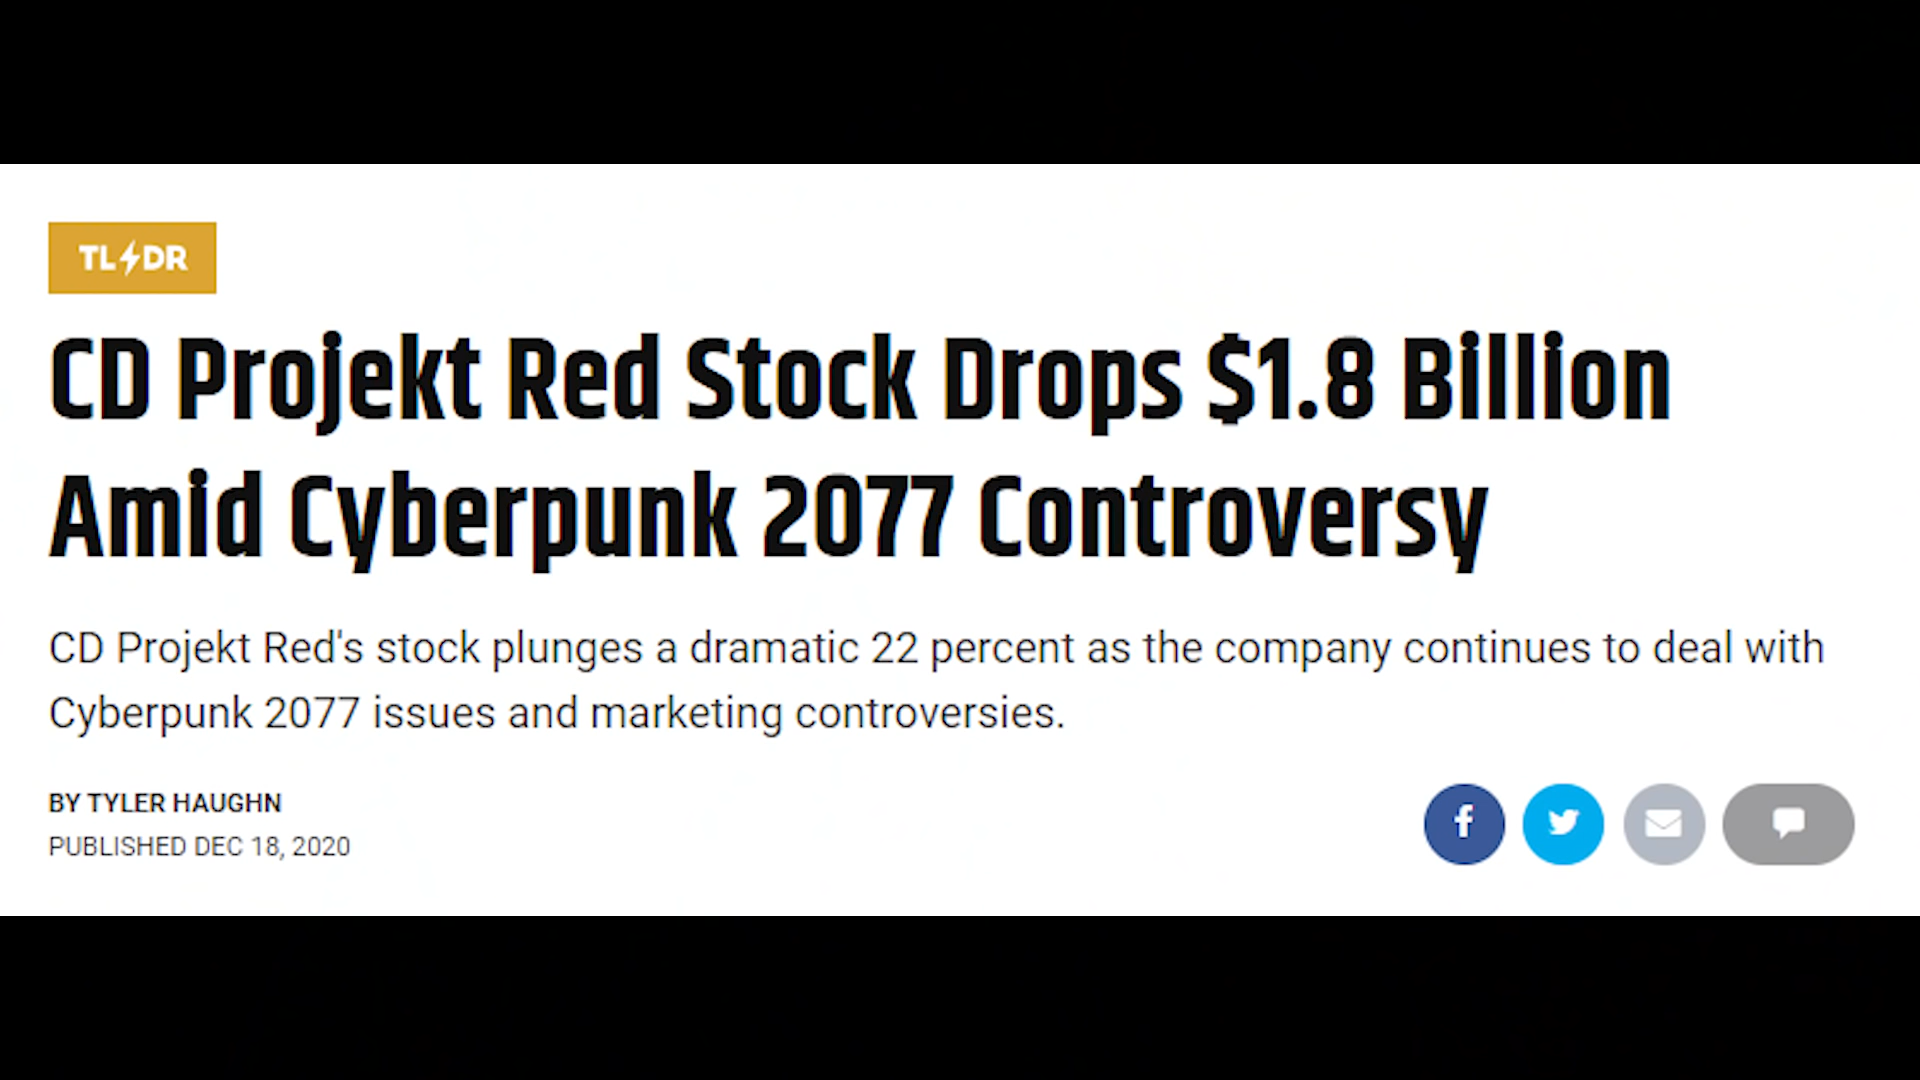 TL DR
CD Projekt Red Stock Drops $1.8 Billion
Amid Cyberpunk 2077 Controversy
CD Projekt Red's stock plunges a dramatic 22 percent as the company continues to deal with
Cyberpunk 2077 issues and marketing controversies.
BY TYLER HAUGHN
PUBLISHED DEC 18, 2020